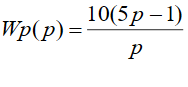 Wp(p) = 10(5p − 1) / p